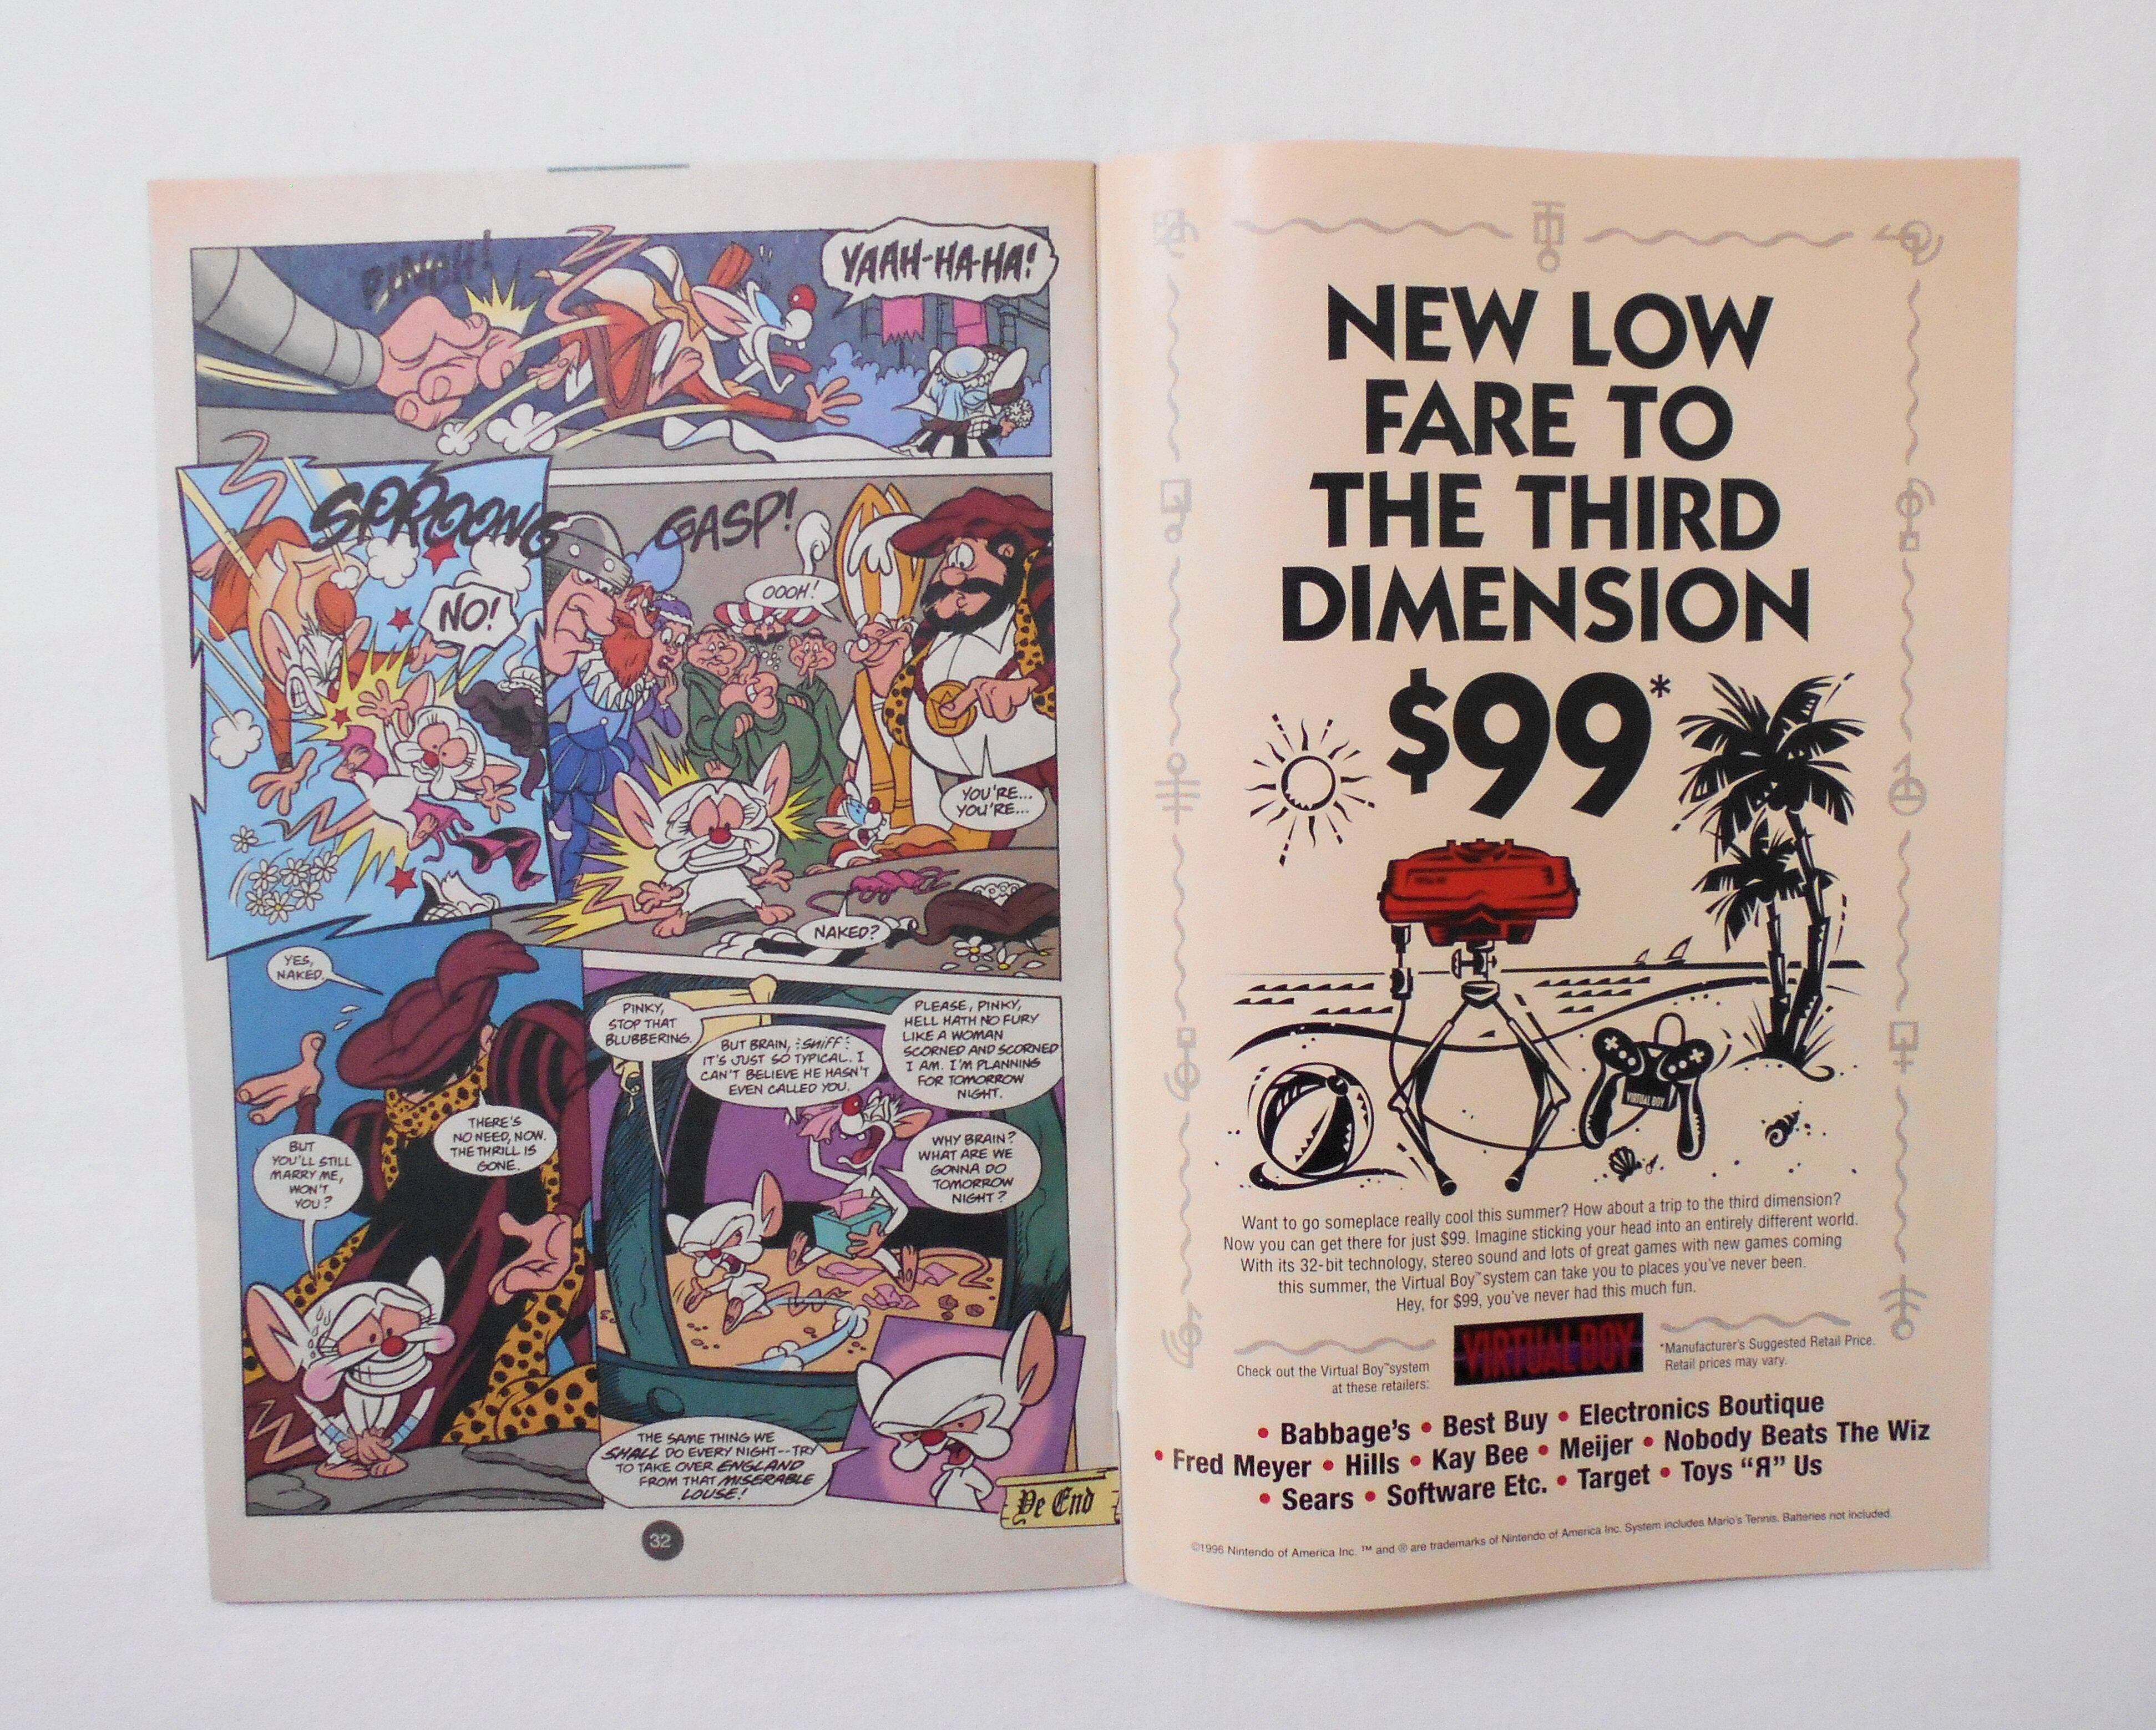 PINCH!
YAAH-HA-HA!
SPROONG
NO!
GASP!
OOOH!
YOU'RE...
YOU'RE...
NAKED?
YES,
NAKED.
THERE'S
NO NEED, NOW.
THE THRILL IS
GONE.
BUT
YOU'LL STILL
MARRY ME,
WON'T
YOU?
PINKY,
STOP THAT
BLUBBERING.
BUT BRAIN, :SNIFF:
IT'S JUST SO TYPICAL. I
CAN'T BELIEVE HE HASN'T
EVEN CALLED YOU.
PLEASE, PINKY,
HELL HATH NO FURY
LIKE A WOMAN
SCORNED AND SCORNED
I AM. I'M PLANNING
FOR TOMORROW
NIGHT.
WHY BRAIN?
WHAT ARE WE
GONNA DO
TOMORROW
NIGHT?
THE SAME THING WE
SHALL DO EVERY NIGHT--TRY
TO TAKE OVER ENGLAND
FROM THAT MISERABLE
LOUSE!
Ye End
32
NEW LOW
FARE TO
THE THIRD
DIMENSION
$99*
VIRTUAL BOY
Want to go someplace really cool this summer? How about a trip to the third dimension?
Now you can get there for just $99. Imagine sticking your head into an entirely different world.
With its 32-bit technology, stereo sound and lots of great games with new games coming
this summer, the Virtual Boy™ system can take you to places you've never been.
Hey, for $99, you've never had this much fun.
Check out the Virtual Boy™ system
at these retailers:
VIRTUAL BOY
*Manufacturer's Suggested Retail Price.
Retail prices may vary.
• Babbage's • Best Buy • Electronics Boutique
• Fred Meyer • Hills • Kay Bee • Meijer • Nobody Beats The Wiz
• Sears • Software Etc. • Target • Toys "Я" Us
©1996 Nintendo of America Inc. ™ and ® are trademarks of Nintendo of America Inc. System includes Mario's Tennis. Batteries not included.